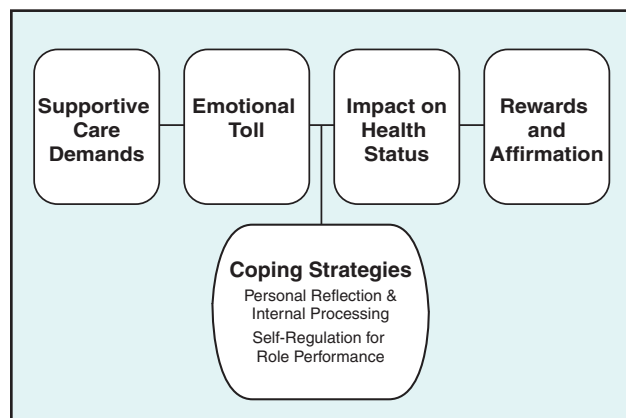 Supportive
Care
Demands
Emotional
Toll
Impact on
Health
Status
Rewards
and
Affirmation
Coping Strategies
Personal Reflection &
Internal Processing
Self-Regulation for
Role Performance